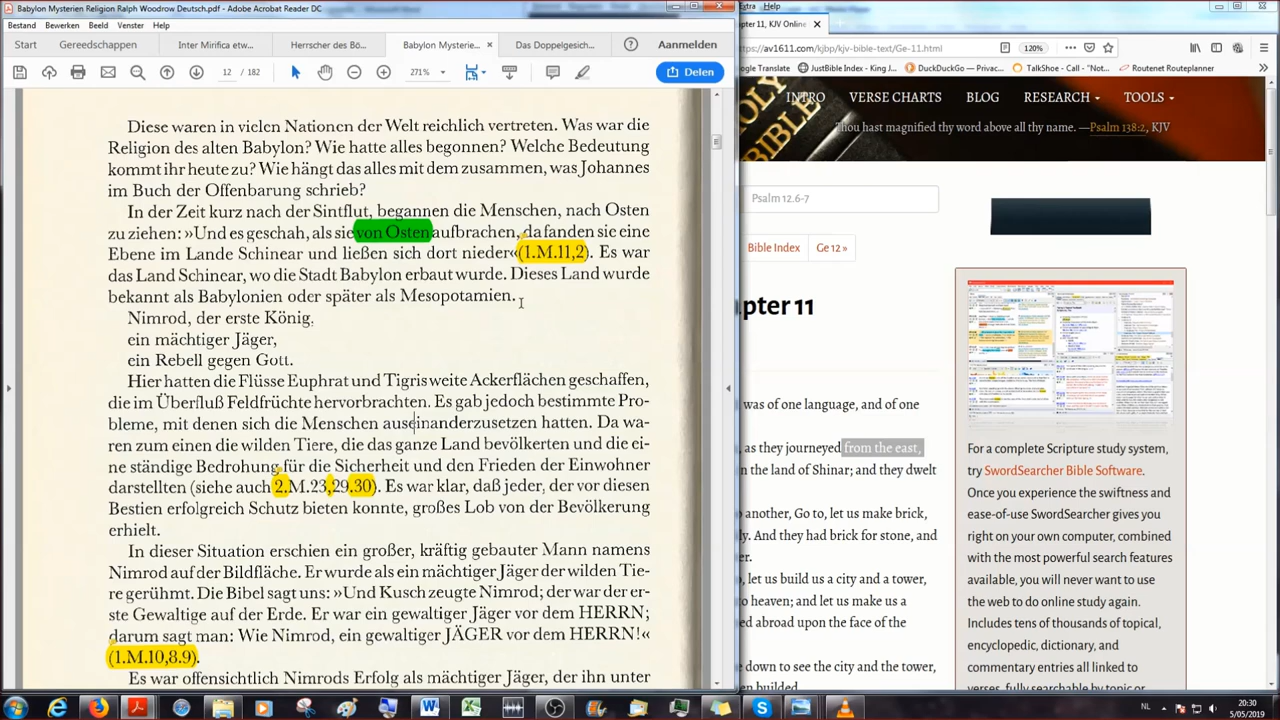 Babylon Mysterien Religion Ralph Woodrow Deutsch.pdf - Adobe Acrobat Reader DC
Bestand Bewerken Beeld Venster Help
Start Gereedschappen Inter Mirifica etw... Herrscher des Bö... Babylon Mysterie... × Das Doppelgesich... Aanmelden
12 / 182 271% Delen
Diese waren in vielen Nationen der Welt reichlich vertreten. Was war die
Religion des alten Babylon? Wie hatte alles begonnen? Welche Bedeutung
kommt ihr heute zu? Wie hängt das alles mit dem zusammen, was Johannes
im Buch der Offenbarung schrieb?
In der Zeit kurz nach der Sintflut, begannen die Menschen, nach Osten
zu ziehen: »Und es geschah, als sie von Osten aufbrachen, da fanden sie eine
Ebene im Lande Schinear und ließen sich dort nieder« (1.M.11,2). Es war
das Land Schinear, wo die Stadt Babylon erbaut wurde. Dieses Land wurde
bekannt als Babylonien oder später als Mesopotamien.
Nimrod, der erste König,
ein mächtiger Jäger,
ein Rebell gegen Gott.
Hier hatten die Flüsse Euphrat und Tigris weite Ackerflächen geschaffen,
die im Überfluß Feldfrüchte hervorbrachten. Es gab jedoch bestimmte Pro-
bleme, mit denen sich die Menschen auseinanderzusetzen hatten. Da wa-
ren zum einen die wilden Tiere, die das ganze Land bevölkerten und die ei-
ne ständige Bedrohung für die Sicherheit und den Frieden der Einwohner
darstellten (siehe auch 2.M.23,29.30). Es war klar, daß jeder, der vor diesen
Bestien erfolgreich Schutz bieten konnte, großes Lob von der Bevölkerung
erhielt.
In dieser Situation erschien ein großer, kräftig gebauter Mann namens
Nimrod auf der Bildfläche. Er wurde als ein mächtiger Jäger der wilden Tie-
re gerühmt. Die Bibel sagt uns: »Und Kusch zeugte Nimrod; der war der er-
ste Gewaltige auf der Erde. Er war ein gewaltiger Jäger vor dem HERRN;
darum sagt man: Wie Nimrod, ein gewaltiger JÄGER vor dem HERRN!«
(1.M.10,8.9).
Es war offensichtlich Nimrods Erfolg als mächtiger Jäger, der ihn unter
Extra Help
pter 11, KJV Online ×
https://av1611.com/kjbp/kjv-bible-text/Ge-11.html 120%
ogle Translate JustBible Index - King J... DuckDuckGo — Privac... TalkShoe - Call - "Not... Routenet Routeplanner
HOLY
BIBLE
INTRO VERSE CHARTS BLOG RESEARCH TOOLS
Thou hast magnified thy word above all thy name. —Psalm 138:2, KJV
Psalm 12.6-7
Bible Index Ge 12 »
pter 11
was of one language, and of one
, as they journeyed from the east,
n the land of Shinar; and they dwelt
o another, Go to, let us make brick,
ly. And they had brick for stone, and
er.
o, let us build us a city and a tower,
to heaven; and let us make us a
ed abroad upon the face of the
e down to see the city and the tower,
en builded.
For a complete Scripture study system,
try SwordSearcher Bible Software.
Once you experience the swiftness and
ease-of-use SwordSearcher gives you
right on your own computer, combined
with the most powerful search features
available, you will never want to use
the web to do online study again.
Includes tens of thousands of topical,
encyclopedic, dictionary, and
commentary entries all linked to
verses, fully searchable by topic or
NL 20:30
5/05/2019